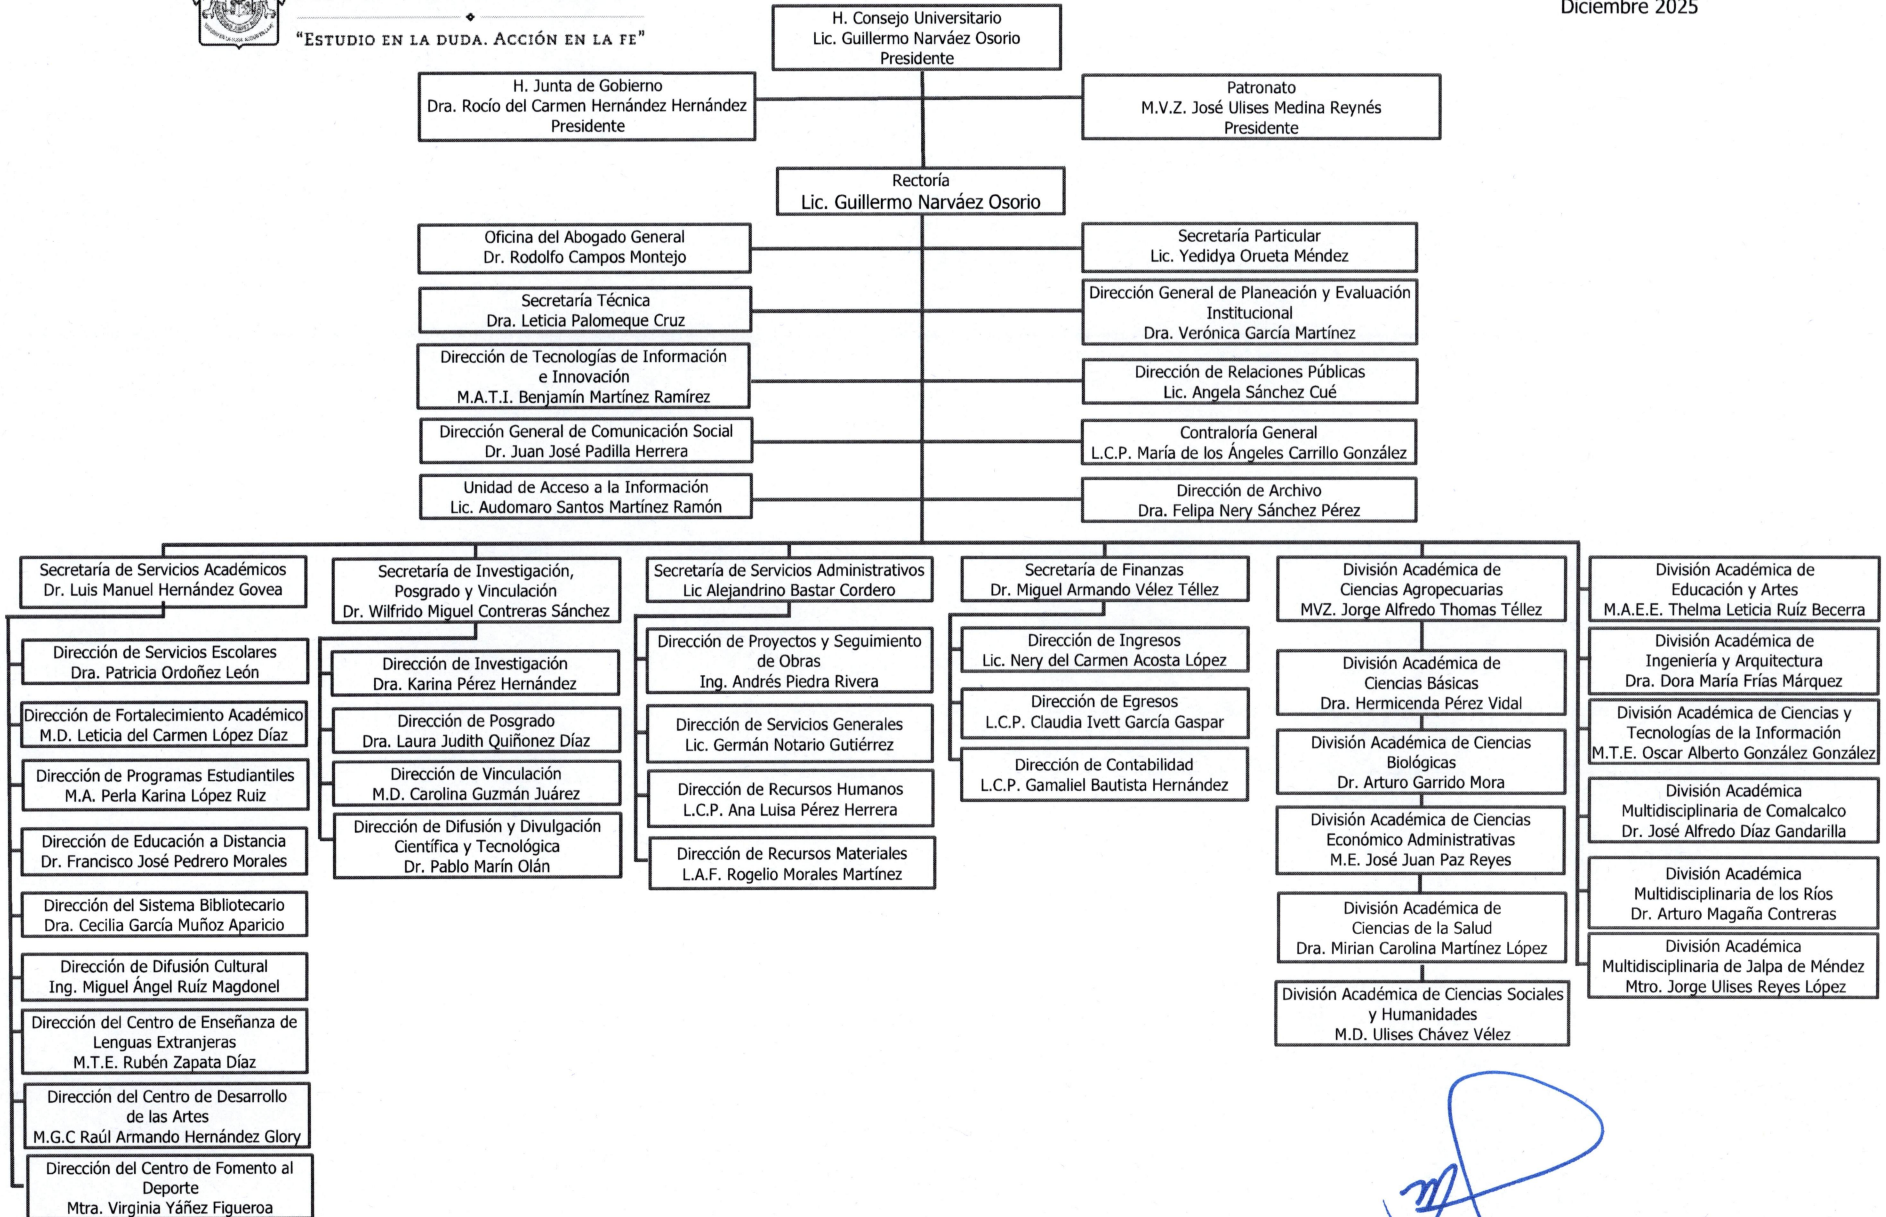 Diciembre 2025
“ESTUDIO EN LA DUDA. ACCIÓN EN LA FE”
H. Consejo Universitario
Lic. Guillermo Narváez Osorio
Presidente
H. Junta de Gobierno
Dra. Rocío del Carmen Hernández Hernández
Presidente
Patronato
M.V.Z. José Ulises Medina Reynés
Presidente
Rectoría
Lic. Guillermo Narváez Osorio
Oficina del Abogado General
Dr. Rodolfo Campos Montejo
Secretaría Particular
Lic. Yedidya Orueta Méndez
Secretaría Técnica
Dra. Leticia Palomeque Cruz
Dirección General de Planeación y Evaluación
Institucional
Dra. Verónica García Martínez
Dirección de Tecnologías de Información
e Innovación
M.A.T.I. Benjamín Martínez Ramírez
Dirección de Relaciones Públicas
Lic. Angela Sánchez Cué
Dirección General de Comunicación Social
Dr. Juan José Padilla Herrera
Contraloría General
L.C.P. María de los Ángeles Carrillo González
Unidad de Acceso a la Información
Lic. Audomaro Santos Martínez Ramón
Dirección de Archivo
Dra. Felipa Nery Sánchez Pérez
Secretaría de Servicios Académicos
Dr. Luis Manuel Hernández Govea
Dirección de Servicios Escolares
Dra. Patricia Ordoñez León
Dirección de Fortalecimiento Académico
M.D. Leticia del Carmen López Díaz
Dirección de Programas Estudiantiles
M.A. Perla Karina López Ruiz
Dirección de Educación a Distancia
Dr. Francisco José Pedrero Morales
Dirección del Sistema Bibliotecario
Dra. Cecilia García Muñoz Aparicio
Dirección de Difusión Cultural
Ing. Miguel Ángel Ruíz Magdonel
Dirección del Centro de Enseñanza de
Lenguas Extranjeras
M.T.E. Rubén Zapata Díaz
Dirección del Centro de Desarrollo
de las Artes
M.G.C Raúl Armando Hernández Glory
Dirección del Centro de Fomento al
Deporte
Mtra. Virginia Yáñez Figueroa
Secretaría de Investigación,
Posgrado y Vinculación
Dr. Wilfrido Miguel Contreras Sánchez
Dirección de Investigación
Dra. Karina Pérez Hernández
Dirección de Posgrado
Dra. Laura Judith Quiñonez Díaz
Dirección de Vinculación
M.D. Carolina Guzmán Juárez
Dirección de Difusión y Divulgación
Científica y Tecnológica
Dr. Pablo Marín Olán
Secretaría de Servicios Administrativos
Lic Alejandrino Bastar Cordero
Dirección de Proyectos y Seguimiento
de Obras
Ing. Andrés Piedra Rivera
Dirección de Servicios Generales
Lic. Germán Notario Gutiérrez
Dirección de Recursos Humanos
L.C.P. Ana Luisa Pérez Herrera
Dirección de Recursos Materiales
L.A.F. Rogelio Morales Martínez
Secretaría de Finanzas
Dr. Miguel Armando Vélez Téllez
Dirección de Ingresos
Lic. Nery del Carmen Acosta López
Dirección de Egresos
L.C.P. Claudia Ivett García Gaspar
Dirección de Contabilidad
L.C.P. Gamaliel Bautista Hernández
División Académica de
Ciencias Agropecuarias
MVZ. Jorge Alfredo Thomas Téllez
División Académica de
Ciencias Básicas
Dra. Hermicenda Pérez Vidal
División Académica de Ciencias
Biológicas
Dr. Arturo Garrido Mora
División Académica de Ciencias
Económico Administrativas
M.E. José Juan Paz Reyes
División Académica de
Ciencias de la Salud
Dra. Mirian Carolina Martínez López
División Académica de Ciencias Sociales
y Humanidades
M.D. Ulises Chávez Vélez
División Académica de
Educación y Artes
M.A.E.E. Thelma Leticia Ruíz Becerra
División Académica de
Ingeniería y Arquitectura
Dra. Dora María Frías Márquez
División Académica de Ciencias y
Tecnologías de la Información
M.T.E. Oscar Alberto González González
División Académica
Multidisciplinaria de Comalcalco
Dr. José Alfredo Díaz Gandarilla
División Académica
Multidisciplinaria de los Ríos
Dr. Arturo Magaña Contreras
División Académica
Multidisciplinaria de Jalpa de Méndez
Mtro. Jorge Ulises Reyes López